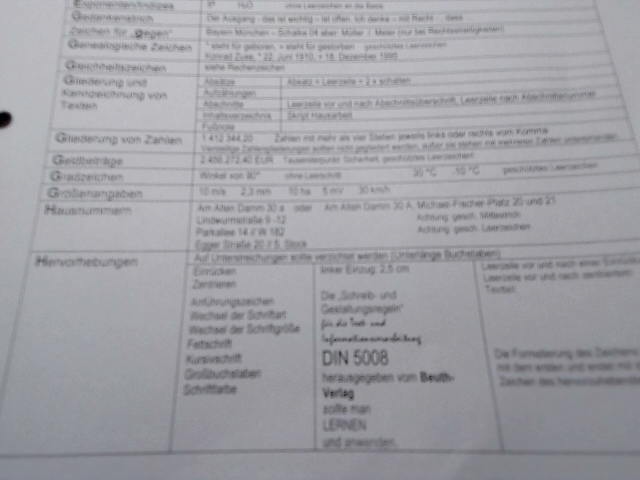 Exponenten/Indizes H₂O ohne Leerzeichen an die Basis
Gedankenstrich Der Ausgang - das ist wichtig – ist offen. Ich denke – mit Recht dass
Zeichen für „gegen" Bayern München – Schalke 04 aber: Müller ./. Meier (nur bei Rechtsstreitigkeiten)
Genealogische Zeichen * steht für geboren, + steht für gestorben geschütztes Leerzeichen
Konrad Zuse, * 22. Juni 1910, + 18. Dezember 1995
Gleichheitszeichen siehe Rechenzeichen
Gliederung und Kennzeichnung von Texten
Absätze Absatz = Leerzeile = 2 x schalten
Aufzählungen
Abschnitte Leerzeile vor und nach Abschnittsüberschrift, Leerzeile nach Abschnittsnummer
Inhaltsverzeichnis Skript Hausarbeit
Fußnote
Gliederung von Zahlen 1 412 344,20 Zahlen mit mehr als vier Stellen jeweils links oder rechts vom Komma
Vierstellige Zahlengliederungen sollten nicht gegliedert werden, außer sie stehen mit mehreren Zahlen untereinander.
Geldbeträge 2.456.272,40 EUR Tausenderpunkt Sicherheit, geschütztes Leerzeichen!
Gradzeichen Winkel von 90° ohne Leerschritt 30 °C -10 °C geschütztes Leerzeichen
Größenangaben 10 m/s 2,3 mm 10 ha 5 mV 30 km/h
Hausnummern Am Alten Damm 30 a oder Am Alten Damm 30 A, Michael-Fischer-Platz 20 und 21
Lindwurmstraße 9 -12 Achtung gesch. Mittestrich
Parkallee 14 // W 182 Achtung gesch. Leerzeichen
Egger Straße 20 // 5. Stock
Hervorhebungen Auf Unterstreichungen sollte verzichtet werden (Unterlänge Buchstaben)
Einrücken linker Einzug: 2,5 cm Leerzeile vor und nach einer
Zentrieren Leerzeile vor und nach zentriertem
Textteil
Anführungszeichen Die „Schreib- und
Wechsel der Schriftart Gestaltungsregeln"
Wechsel der Schriftgröße für die Text- und
Fettschrift Informationsverarbeitung
Kursivschrift DIN 5008
Großbuchstaben herausgegeben vom Beuth-
Schriftfarbe Verlag
sollte man
LERNEN
und anwenden.
Die Formatierung des Zeichens
mit dem ersten und endet mit
Zeichen des hervorzuhebenden